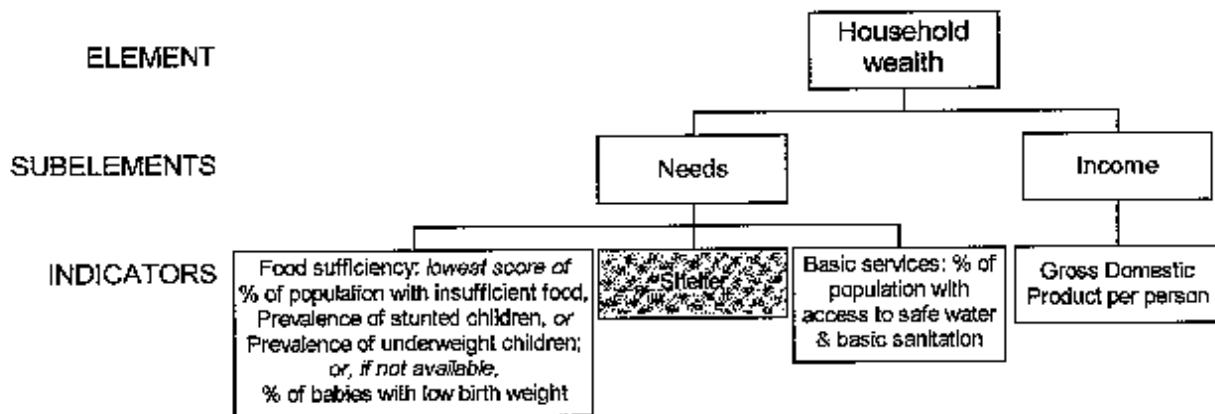 ELEMENT
Household
wealth
SUBELEMENTS
Needs
Income
INDICATORS
Food sufficiency: lowest score of
% of population with insufficient food,
Prevalence of stunted children, or
Prevalence of underweight children;
or, if not available,
% of babies with low birth weight
Shelter
Basic services: % of
population with
access to safe water
& basic sanitation
Gross Domestic
Product per person